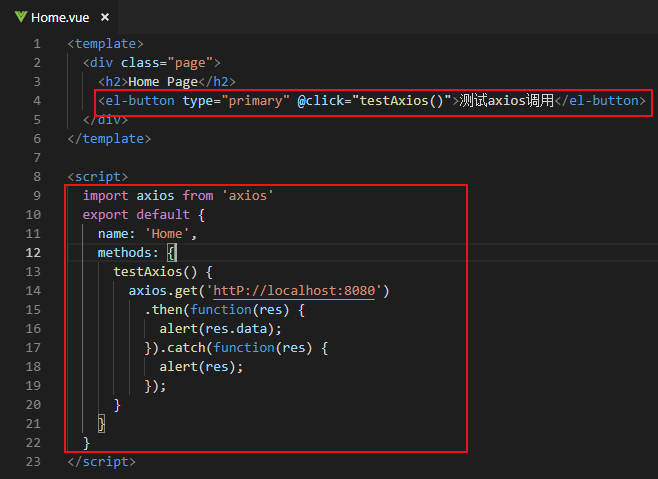 Home.vue ×
1 <template>
2   <div class="page">
3     <h2>Home Page</h2>
4     <el-button type="primary" @click="testAxios()">测试axios调用</el-button>
5   </div>
6 </template>
7
8 <script>
9   import axios from 'axios'
10   export default {
11     name: 'Home',
12     methods: {
13       testAxios() {
14         axios.get('httP://localhost:8080')
15           .then(function(res) {
16             alert(res.data);
17           }).catch(function(res) {
18             alert(res);
19           });
20       }
21     }
22   }
23 </script>